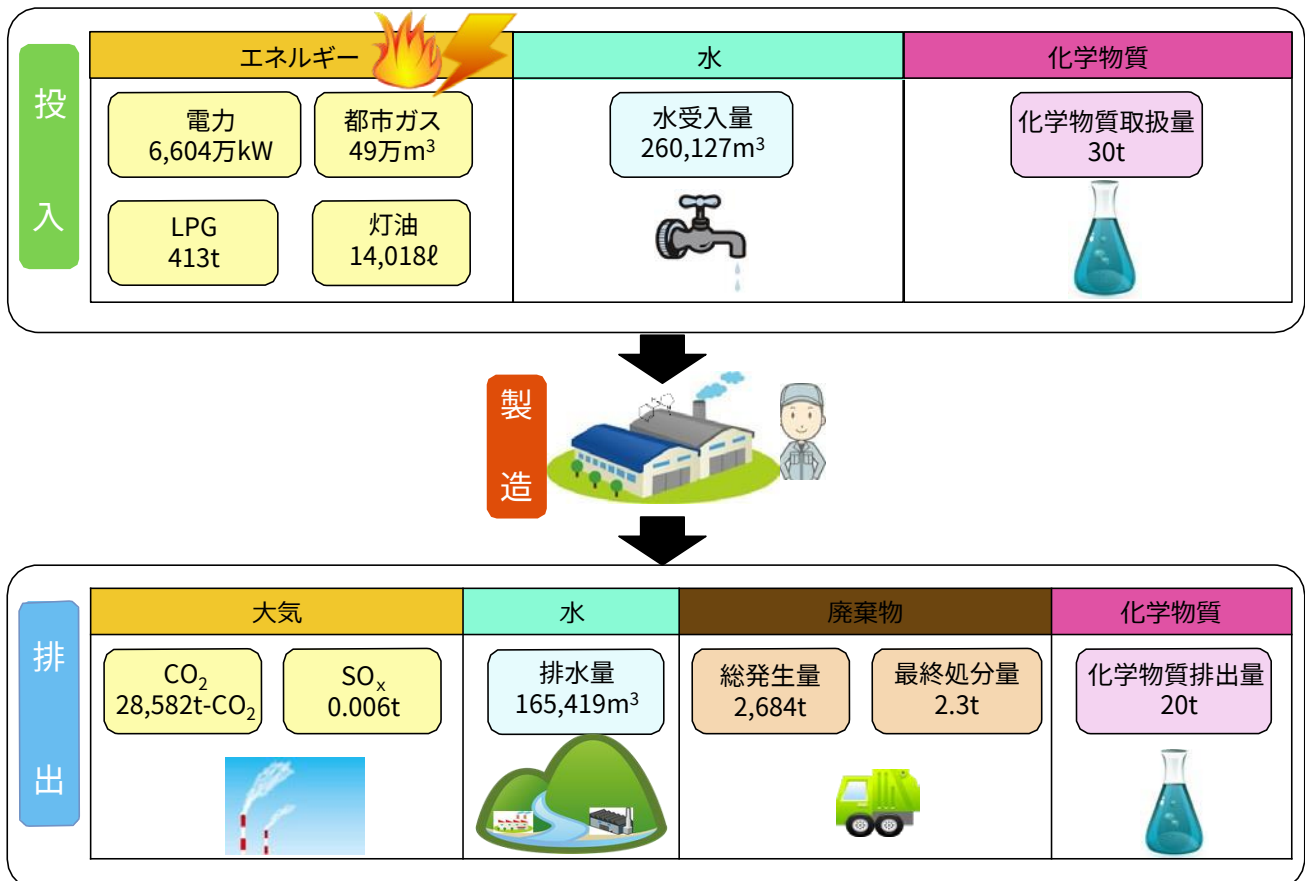 投入
エネルギー
水
化学物質
電力
6,604万kW
都市ガス
49万m³
水受入量
260,127m³
化学物質取扱量
30t
LPG
413t
灯油
14,018ℓ
製造
排出
大気
水
廃棄物
化学物質
CO₂
28,582t-CO₂
SOₓ
0.006t
排水量
165,419m³
総発生量
2,684t
最終処分量
2.3t
化学物質排出量
20t